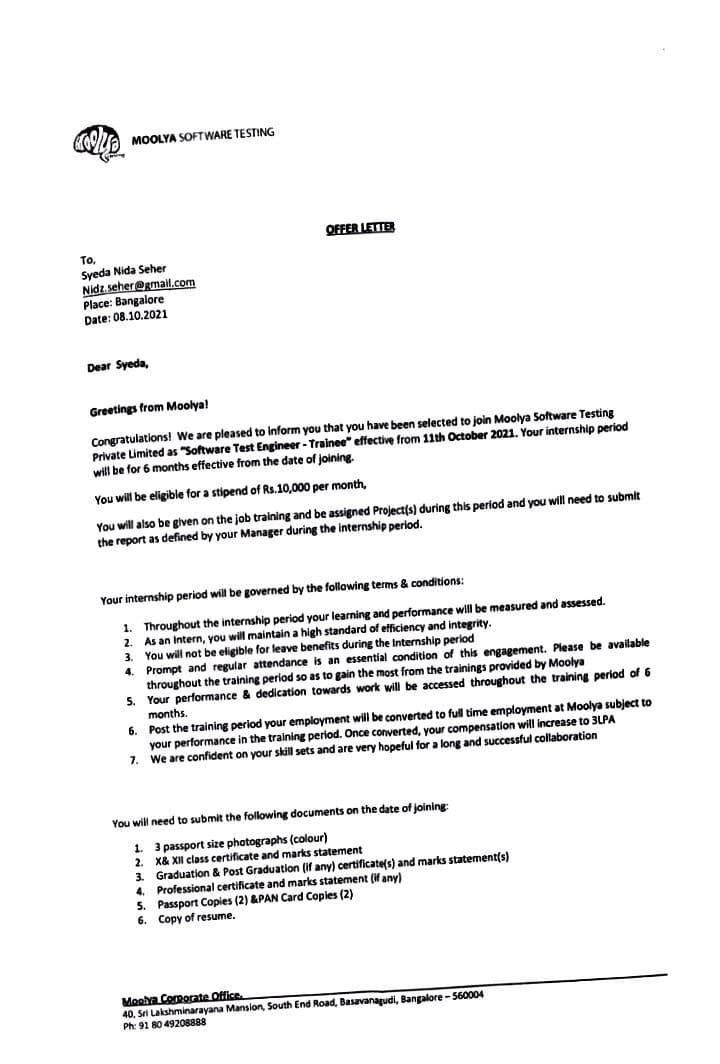 moolya
MOOLYA SOFTWARE TESTING
OFFER LETTER
To,
Syeda Nida Seher
Nidz.seher@gmail.com
Place: Bangalore
Date: 08.10.2021
Dear Syeda,
Greetings from Moolya!
Congratulations! We are pleased to inform you that you have been selected to join Moolya Software Testing
Private Limited as "Software Test Engineer - Trainee" effective from 11th October 2021. Your internship period
will be for 6 months effective from the date of joining.
You will be eligible for a stipend of Rs.10,000 per month,
You will also be given on the job training and be assigned Project(s) during this period and you will need to submit
the report as defined by your Manager during the internship period.
Your internship period will be governed by the following terms & conditions:
1. Throughout the internship period your learning and performance will be measured and assessed.
2. As an Intern, you will maintain a high standard of efficiency and integrity.
3. You will not be eligible for leave benefits during the Internship period
4. Prompt and regular attendance is an essential condition of this engagement. Please be available
throughout the training period so as to gain the most from the trainings provided by Moolya
5. Your performance & dedication towards work will be accessed throughout the training period of 6
months.
6. Post the training period your employment will be converted to full time employment at Moolya subject to
your performance in the training period. Once converted, your compensation will increase to 3LPA
7. We are confident on your skill sets and are very hopeful for a long and successful collaboration
You will need to submit the following documents on the date of joining:
1. 3 passport size photographs (colour)
2. X& XII class certificate and marks statement
3. Graduation & Post Graduation (if any) certificate(s) and marks statement(s)
4. Professional certificate and marks statement (if any)
5. Passport Copies (2) &PAN Card Copies (2)
6. Copy of resume.
Moolya Corporate Office.
40, Sri Lakshminarayana Mansion, South End Road, Basavanagudi, Bangalore – 560004
Ph: 91 80 49208888